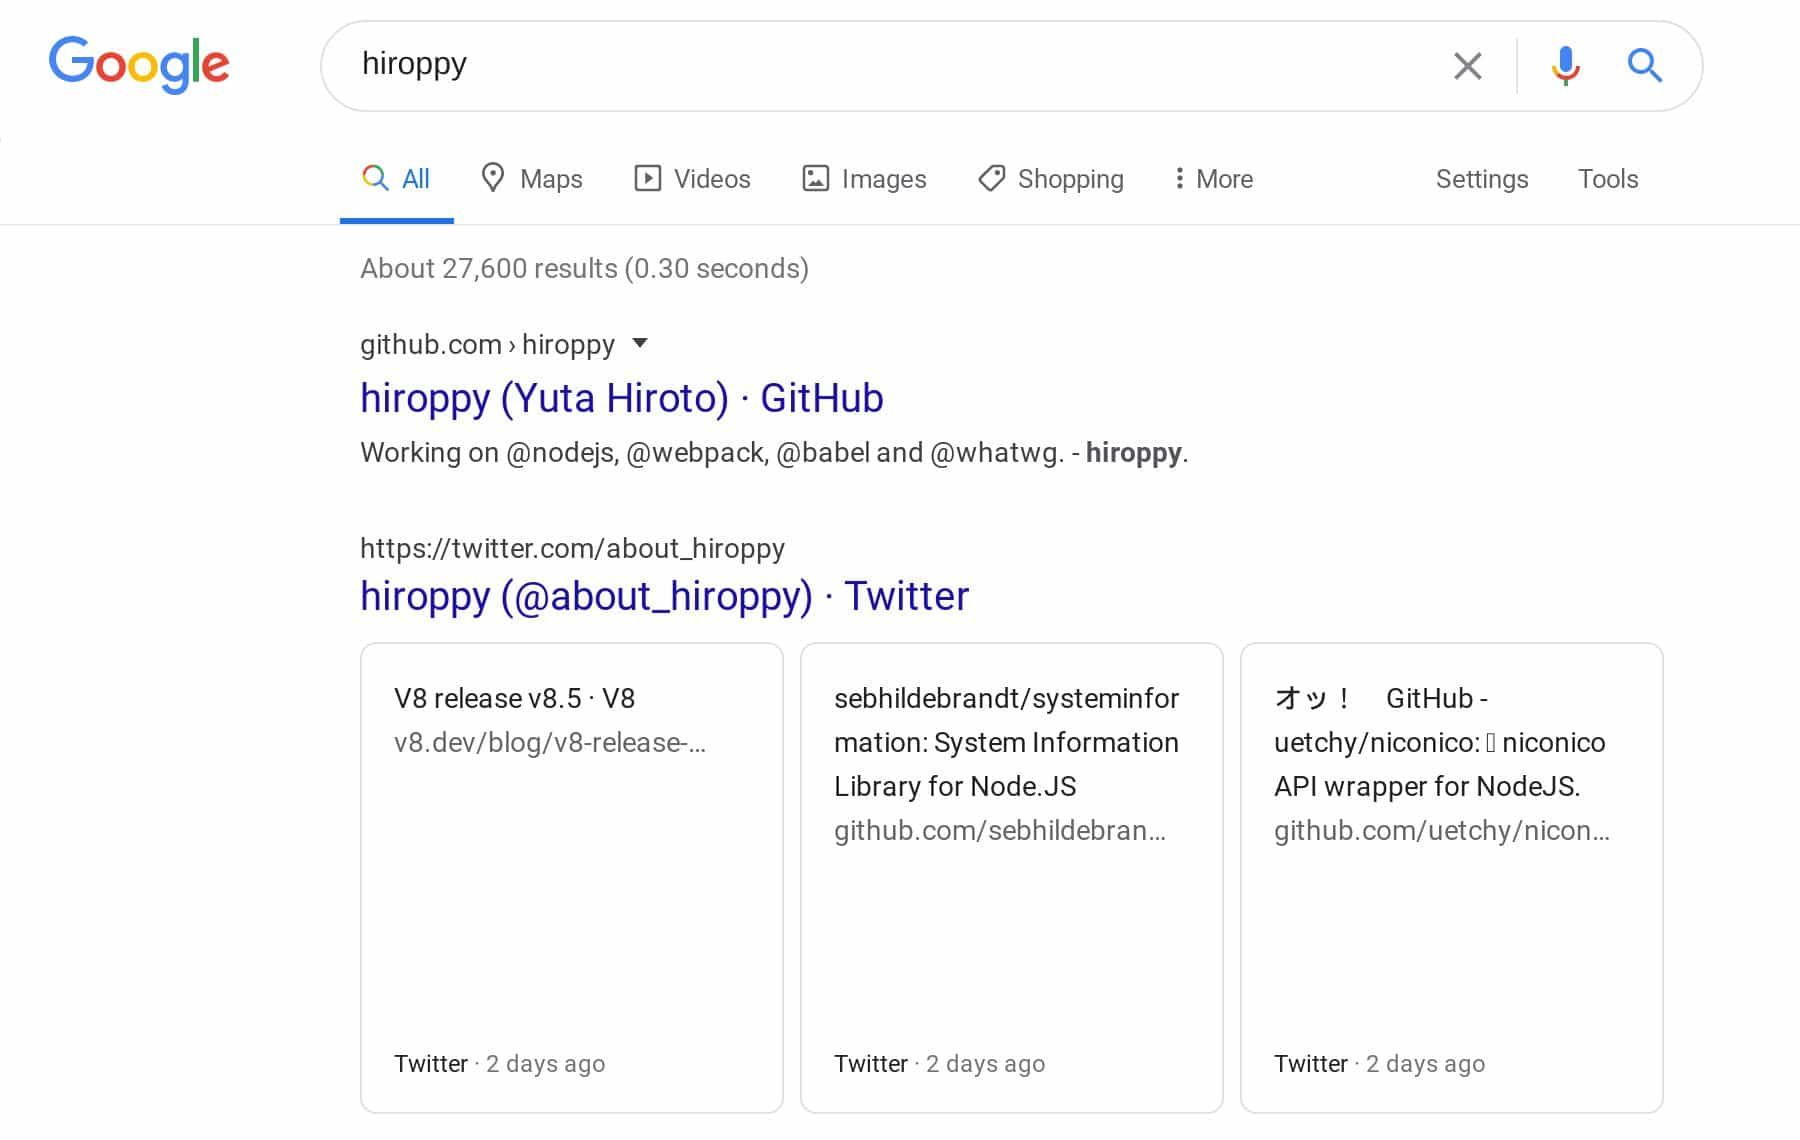 Google
hiroppy
All Maps Videos Images Shopping More Settings Tools
About 27,600 results (0.30 seconds)
github.com › hiroppy
hiroppy (Yuta Hiroto) · GitHub
Working on @nodejs, @webpack, @babel and @whatwg. - hiroppy.
https://twitter.com/about_hiroppy
hiroppy (@about_hiroppy) · Twitter
V8 release v8.5 · V8
v8.dev/blog/v8-release-...
Twitter · 2 days ago
sebhildebrandt/systeminfor
mation: System Information
Library for Node.JS
github.com/sebhildebran...
Twitter · 2 days ago
オッ！　GitHub -
uetchy/niconico: niconico
API wrapper for NodeJS.
github.com/uetchy/nicon...
Twitter · 2 days ago